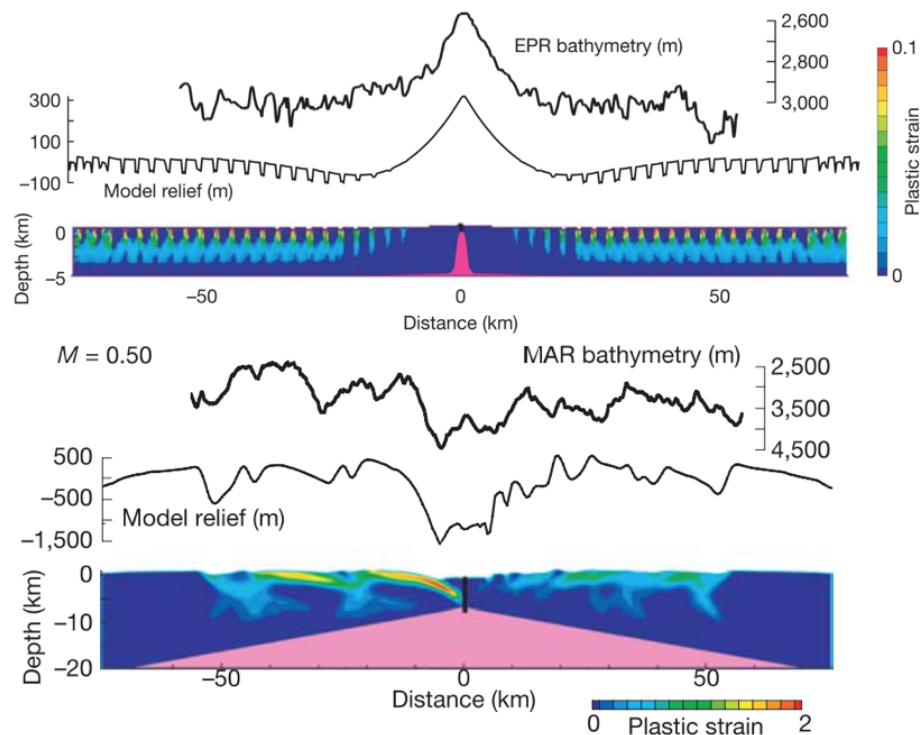 EPR bathymetry (m)
2,600
2,800
3,000
300
100
−100
Model relief (m)
0.1
Plastic strain
0
Depth (km)
0
−5
−50
0
50
Distance (km)
M = 0.50
MAR bathymetry (m)
2,500
3,500
4,500
500
−500
−1,500
Model relief (m)
Depth (km)
0
−10
−20
−50
0
50
Distance (km)
0
Plastic strain
2